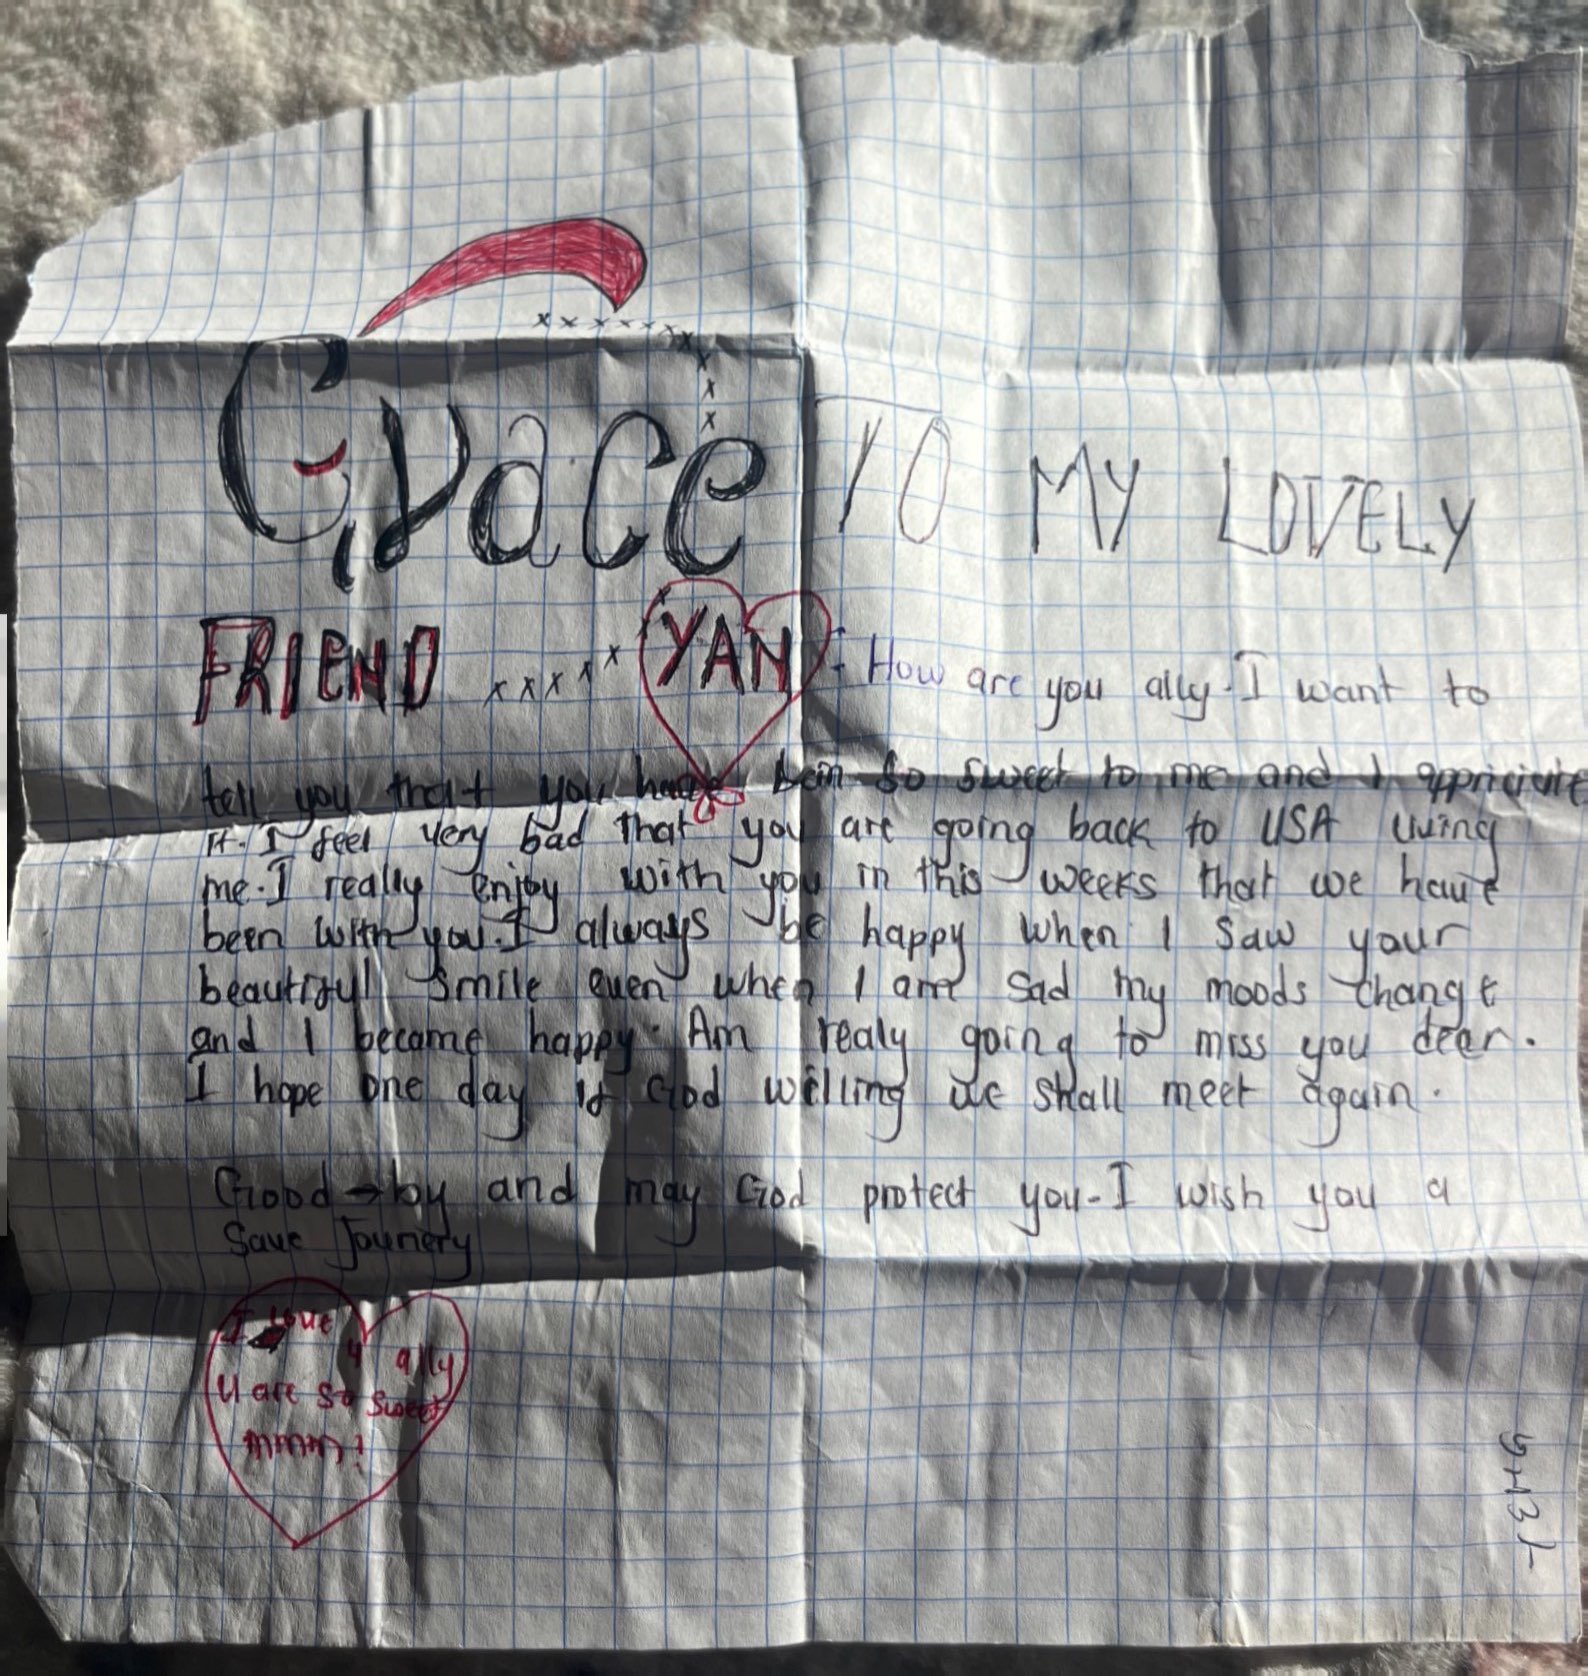 Grace TO MY LOVELY
FRIEND xxxxxx YAN:- How are you ally. I want to
tell you that you have bein so sweet to me and I appriciate
it. I feel very bad that you are going back to USA living
me. I really enjoy with you in this weeks that we have
been with you. I always be happy when I saw your
beautiful smile even when I am sad my moods change
and I became happy. Am realy going to miss you deer.
I hope one day if God willing we shall meet again.
Good → by and may God protect you - I wish you a
Save Jounery
I love
4 ally
U are so sweet
mmm!